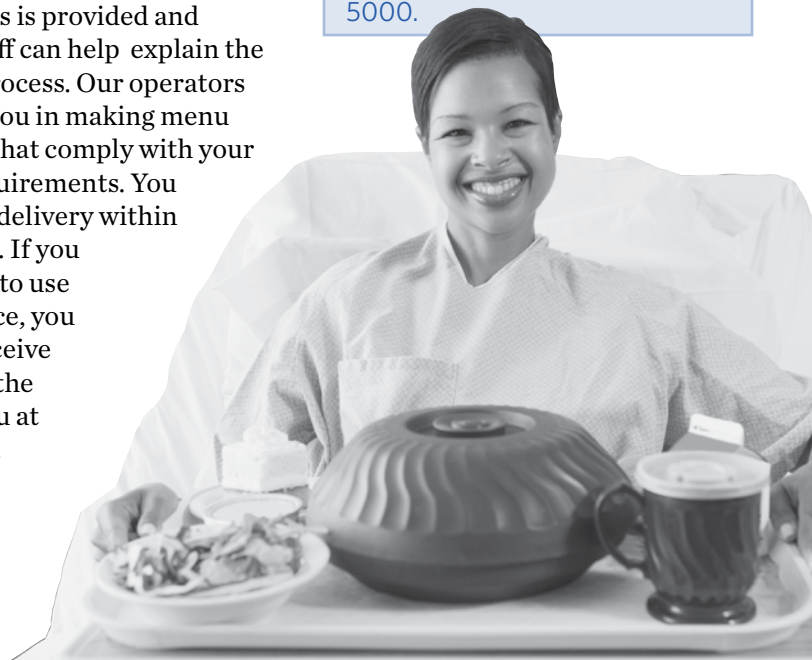 s is provided and
ff can help explain the
rocess. Our operators
ou in making menu
hat comply with your
uirements. You
delivery within
. If you
to use
ce, you
ceive
the
u at
.
5000.